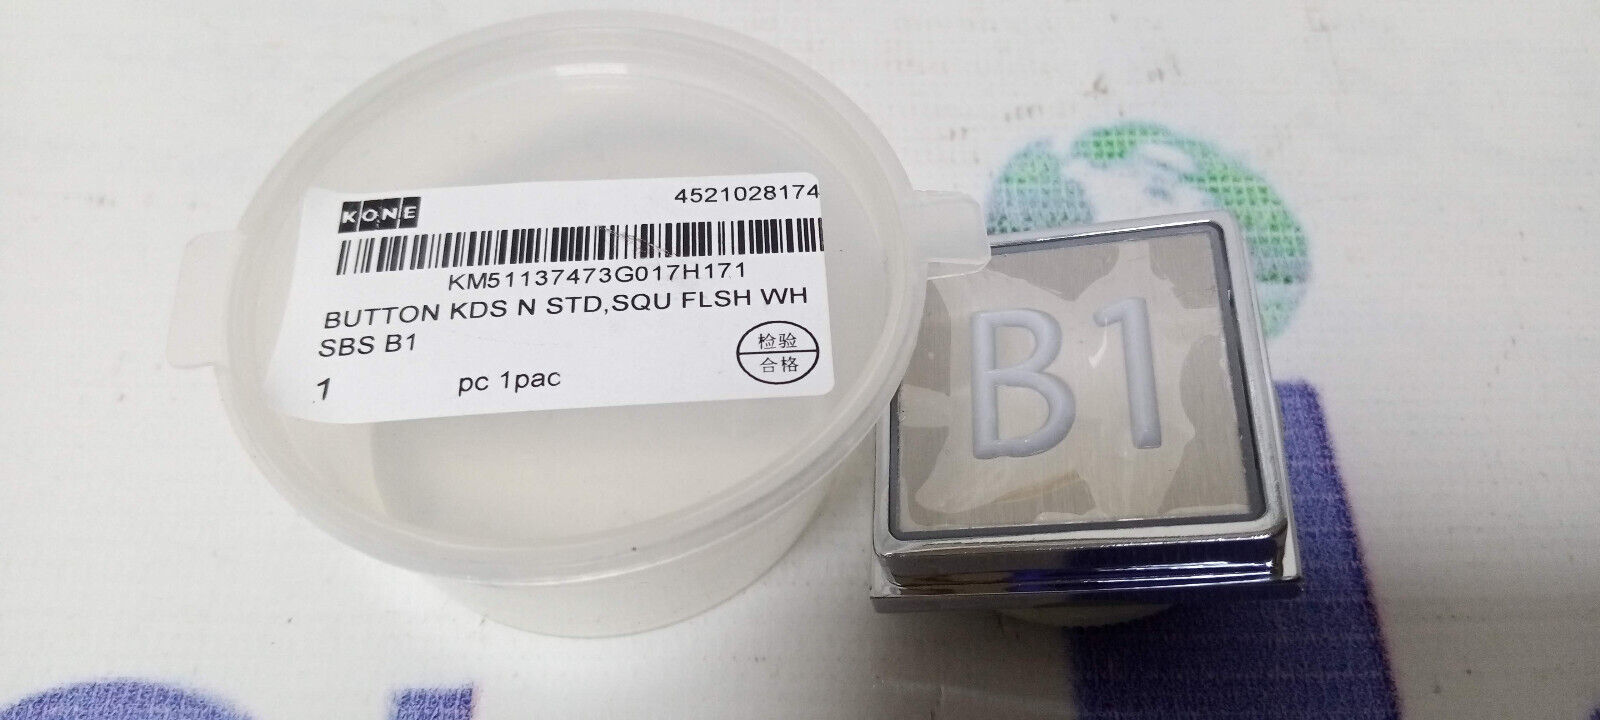 KONE
4521028174
KM51137473G017H171
BUTTON KDS N STD,SQU FLSH WH
SBS B1
1 pc 1pac
检验
合格
B1